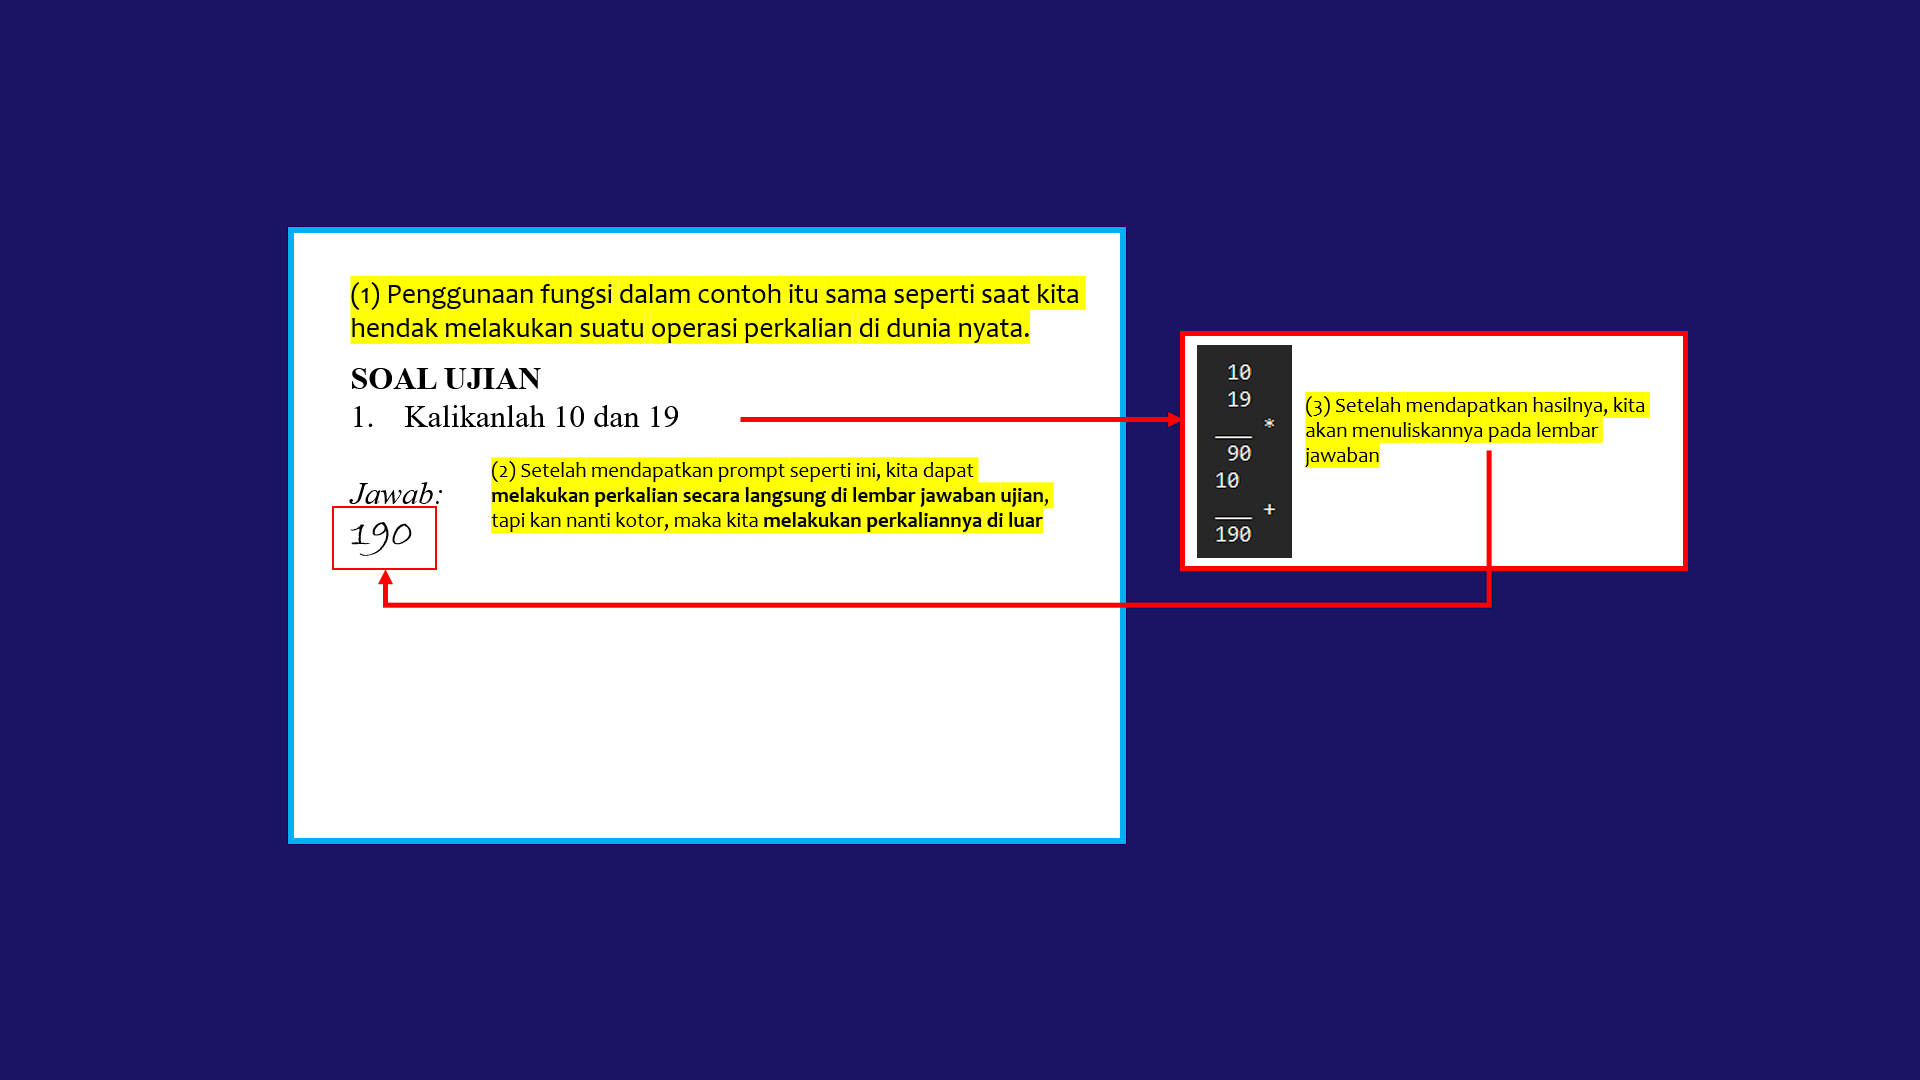 (1) Penggunaan fungsi dalam contoh itu sama seperti saat kita
hendak melakukan suatu operasi perkalian di dunia nyata.
SOAL UJIAN
1. Kalikanlah 10 dan 19
(2) Setelah mendapatkan prompt seperti ini, kita dapat
melakukan perkalian secara langsung di lembar jawaban ujian,
tapi kan nanti kotor, maka kita melakukan perkaliannya di luar
Jawab:
190
10
19
___ *
90
10
___ +
190
(3) Setelah mendapatkan hasilnya, kita
akan menuliskannya pada lembar
jawaban